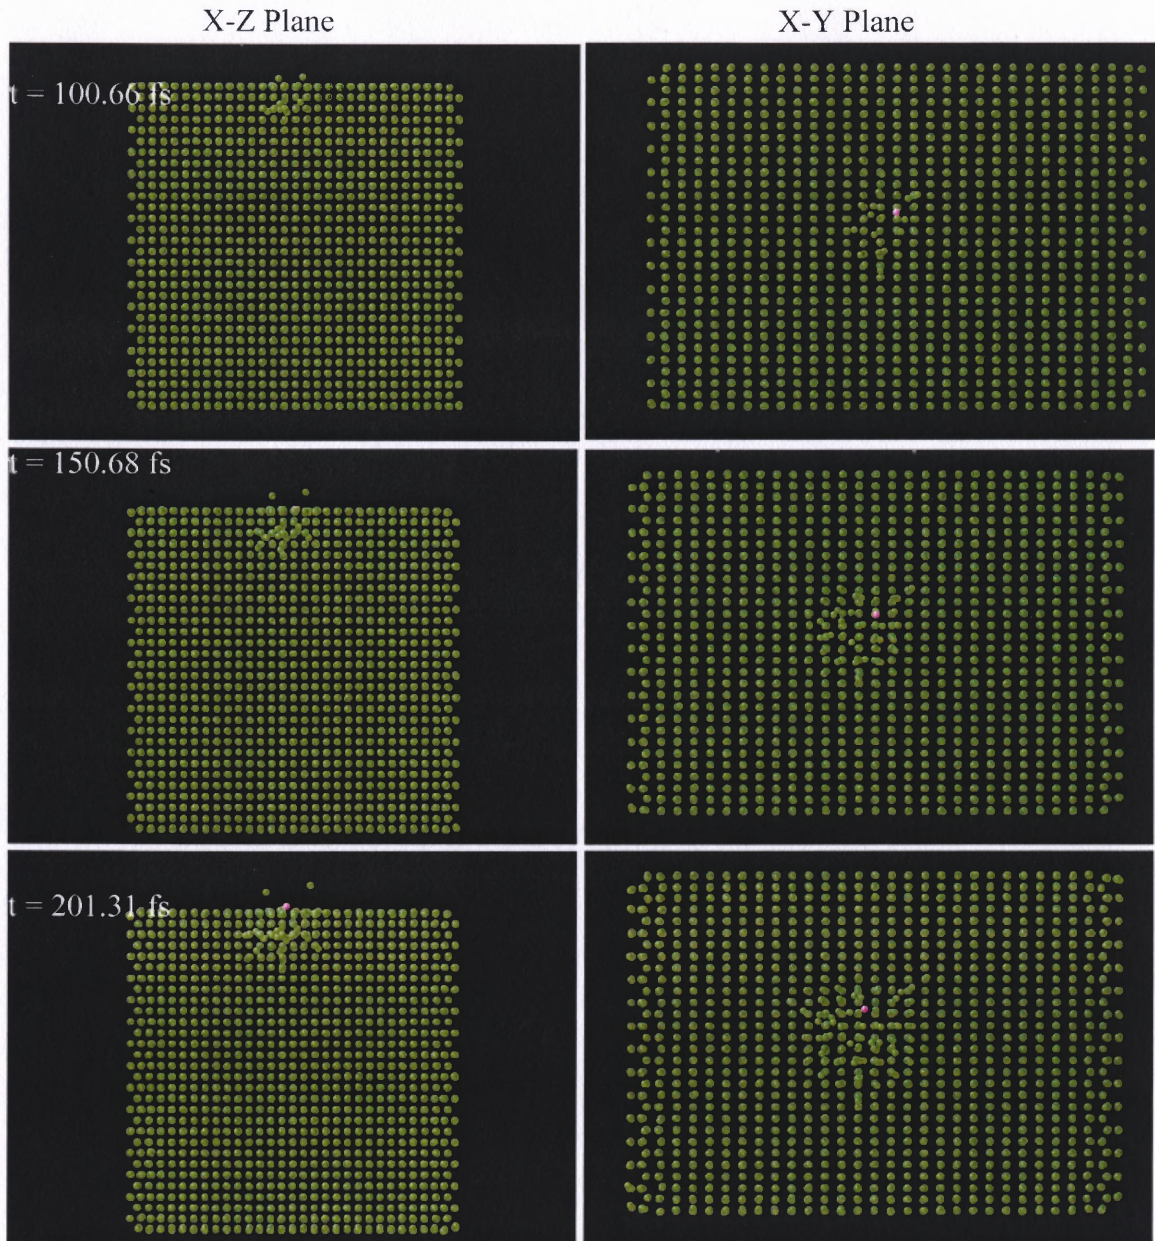 X-Z Plane
X-Y Plane
t = 100.66 fs
t = 150.68 fs
t = 201.31 fs